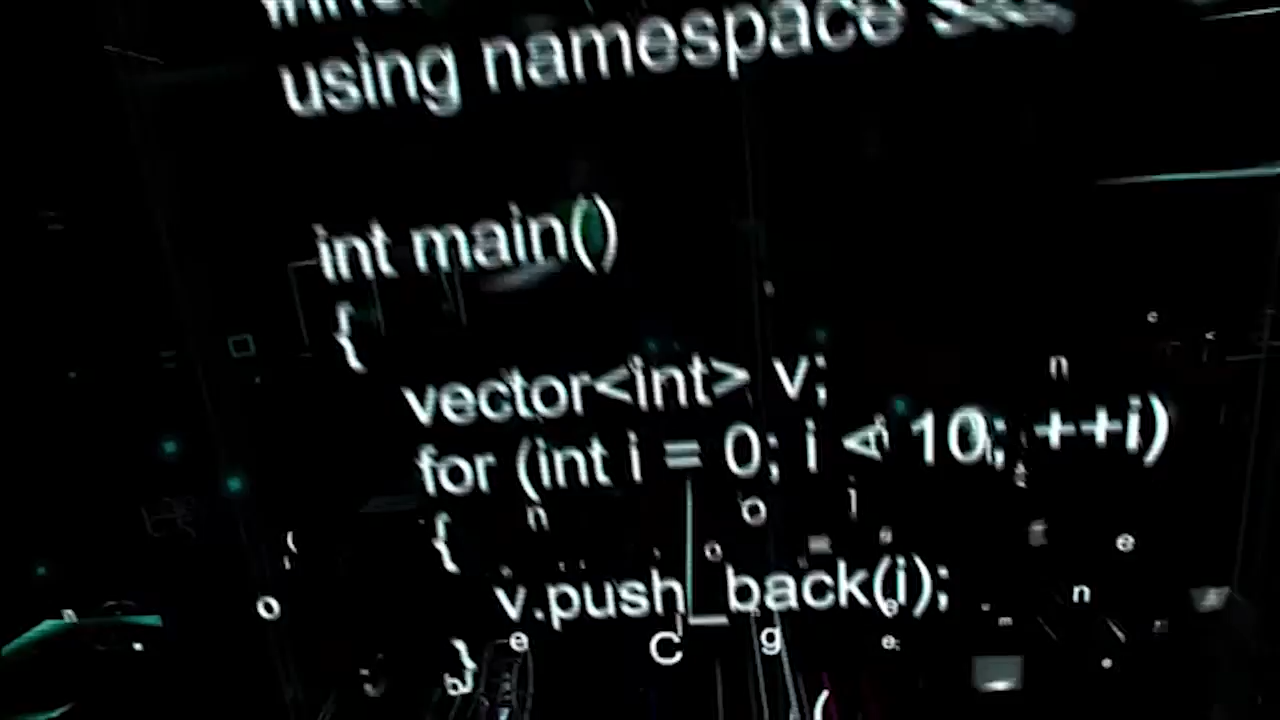 using namespace
int main()
{
vector<int> v;
for (int i = 0; i < 10; ++i)
{
v.push_back(i);
}